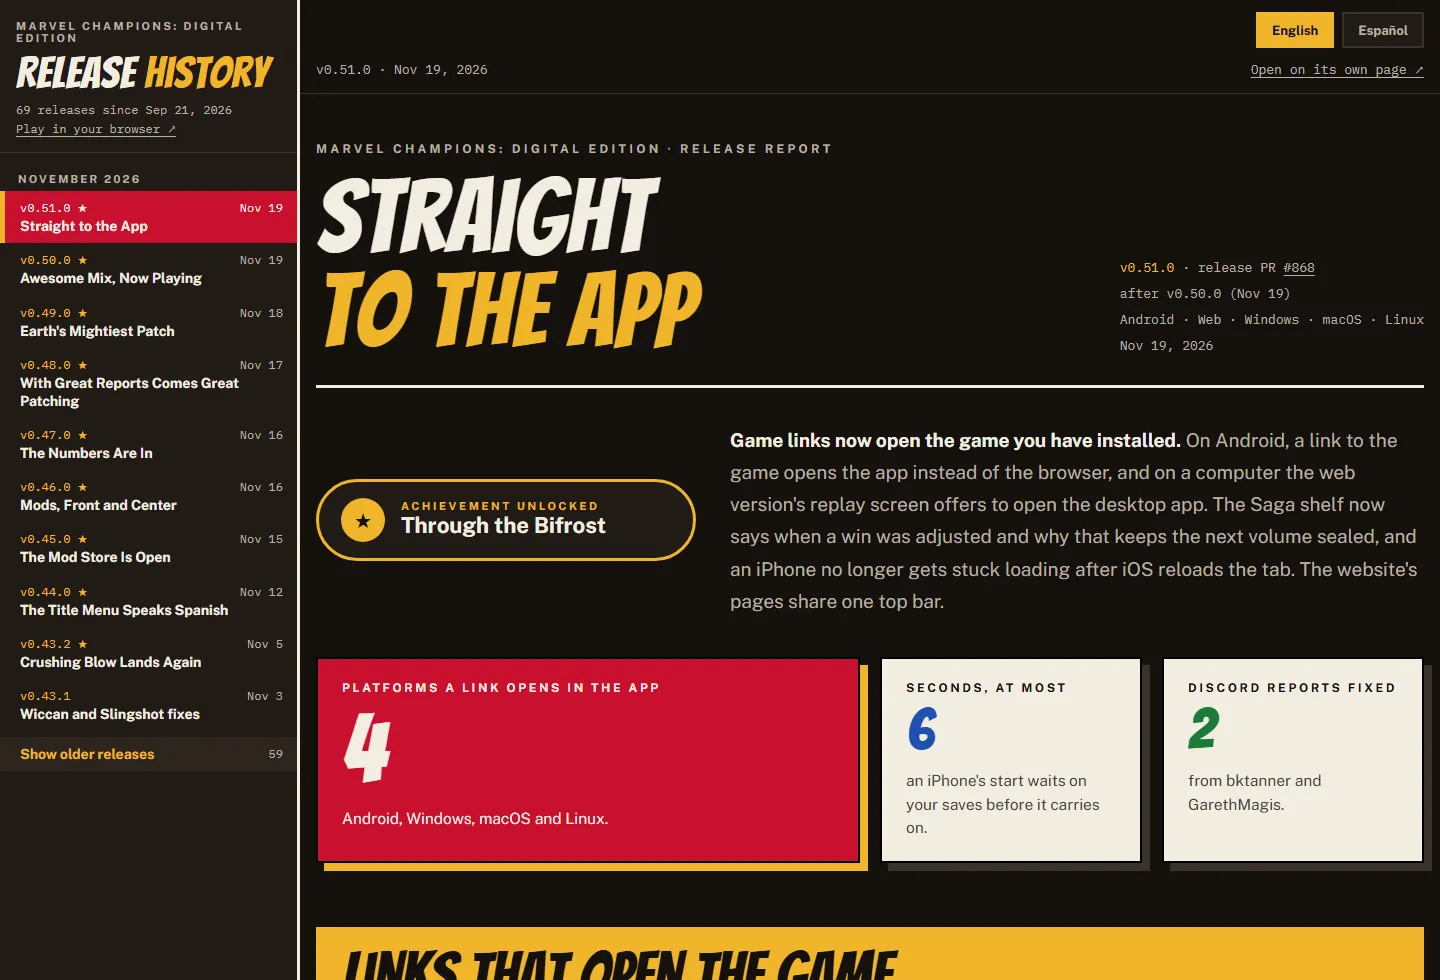 MARVEL CHAMPIONS: DIGITAL
EDITION
RELEASE HISTORY
69 releases since Sep 21, 2026
Play in your browser ↗
NOVEMBER 2026
v0.51.0 ★ Nov 19
Straight to the App
v0.50.0 ★ Nov 19
Awesome Mix, Now Playing
v0.49.0 ★ Nov 18
Earth's Mightiest Patch
v0.48.0 ★ Nov 17
With Great Reports Comes Great
Patching
v0.47.0 ★ Nov 16
The Numbers Are In
v0.46.0 ★ Nov 16
Mods, Front and Center
v0.45.0 ★ Nov 15
The Mod Store Is Open
v0.44.0 ★ Nov 12
The Title Menu Speaks Spanish
v0.43.2 ★ Nov 5
Crushing Blow Lands Again
v0.43.1 Nov 3
Wiccan and Slingshot fixes
Show older releases 59
English Español
v0.51.0 · Nov 19, 2026
Open on its own page ↗
MARVEL CHAMPIONS: DIGITAL EDITION · RELEASE REPORT
STRAIGHT
TO THE APP
v0.51.0 · release PR #868
after v0.50.0 (Nov 19)
Android · Web · Windows · macOS · Linux
Nov 19, 2026
★ ACHIEVEMENT UNLOCKED
Through the Bifrost
Game links now open the game you have installed. On Android, a link to the
game opens the app instead of the browser, and on a computer the web
version's replay screen offers to open the desktop app. The Saga shelf now
says when a win was adjusted and why that keeps the next volume sealed, and
an iPhone no longer gets stuck loading after iOS reloads the tab. The website's
pages share one top bar.
PLATFORMS A LINK OPENS IN THE APP
4
Android, Windows, macOS and Linux.
SECONDS, AT MOST
6
an iPhone's start waits on
your saves before it carries
on.
DISCORD REPORTS FIXED
2
from bktanner and
GarethMagis.
LINKS THAT OPEN THE GAME